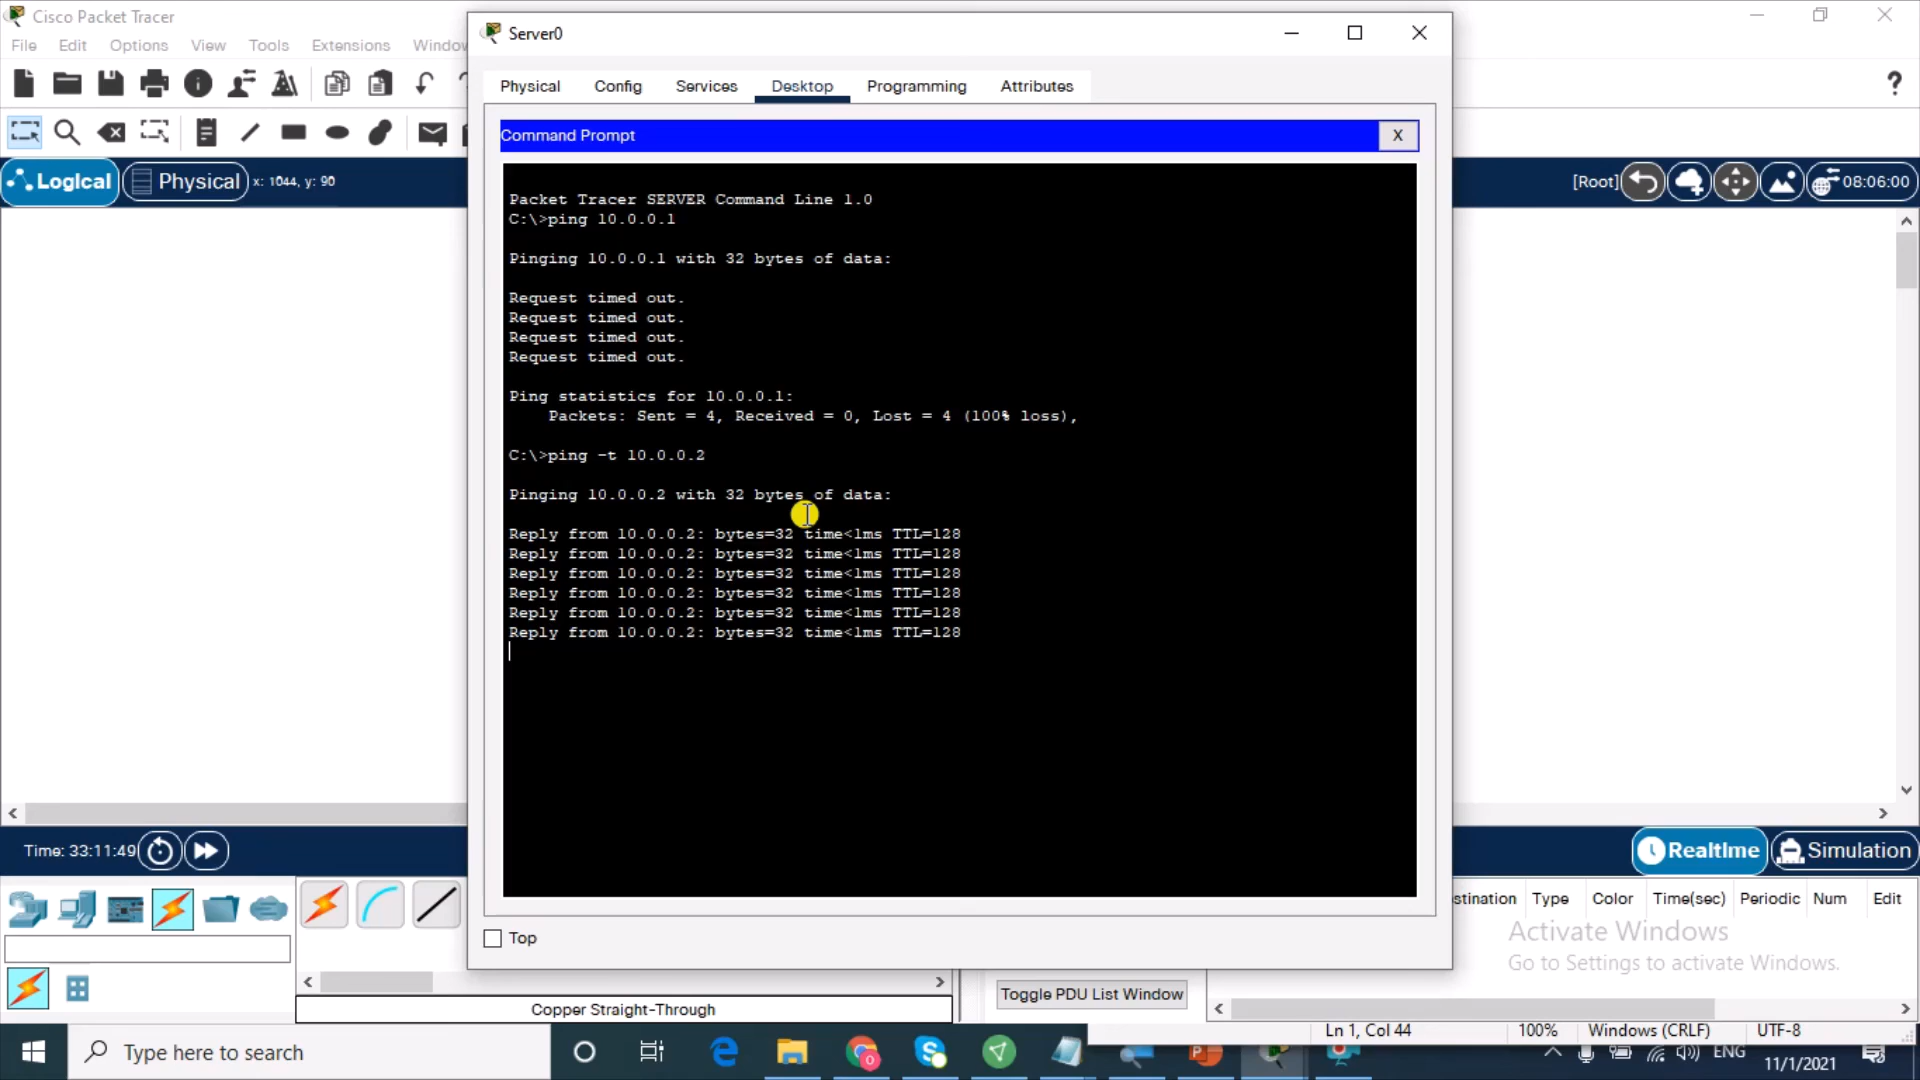 Cisco Packet Tracer
File Edit Options View Tools Extensions Window
Logical Physical x: 1044, y: 90
[Root] 08:06:00
Server0
Physical Config Services Desktop Programming Attributes
Command Prompt X
Packet Tracer SERVER Command Line 1.0
C:\>ping 10.0.0.1
Pinging 10.0.0.1 with 32 bytes of data:
Request timed out.
Request timed out.
Request timed out.
Request timed out.
Ping statistics for 10.0.0.1:
Packets: Sent = 4, Received = 0, Lost = 4 (100% loss),
C:\>ping -t 10.0.0.2
Pinging 10.0.0.2 with 32 bytes of data:
Reply from 10.0.0.2: bytes=32 time<1ms TTL=128
Reply from 10.0.0.2: bytes=32 time<1ms TTL=128
Reply from 10.0.0.2: bytes=32 time<1ms TTL=128
Reply from 10.0.0.2: bytes=32 time<1ms TTL=128
Reply from 10.0.0.2: bytes=32 time<1ms TTL=128
Reply from 10.0.0.2: bytes=32 time<1ms TTL=128
Top
Time: 33:11:49
Realtime Simulation
stination Type Color Time(sec) Periodic Num Edit
Activate Windows
Go to Settings to activate Windows.
Toggle PDU List Window
Copper Straight-Through
Ln 1, Col 44 100% Windows (CRLF) UTF-8
Type here to search
ENG
11/1/2021